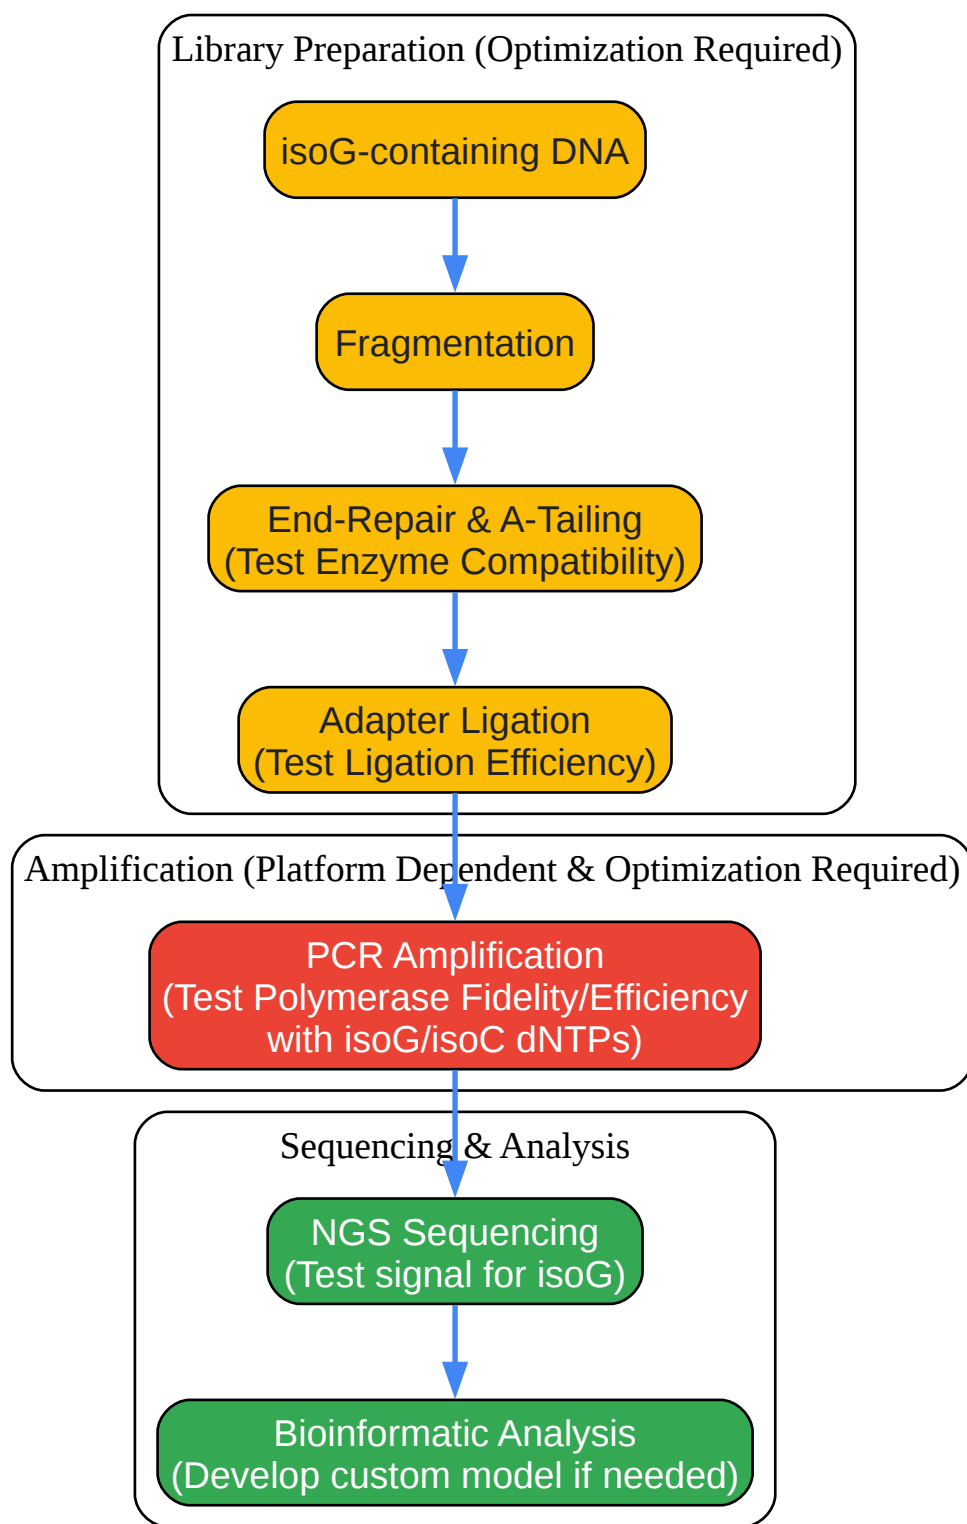 Library Preparation (Optimization Required)
isoG-containing DNA
Fragmentation
End-Repair & A-Tailing
(Test Enzyme Compatibility)
Adapter Ligation
(Test Ligation Efficiency)
Amplification (Platform Dependent & Optimization Required)
PCR Amplification
(Test Polymerase Fidelity/Efficiency
with isoG/isoC dNTPs)
Sequencing & Analysis
NGS Sequencing
(Test signal for isoG)
Bioinformatic Analysis
(Develop custom model if needed)